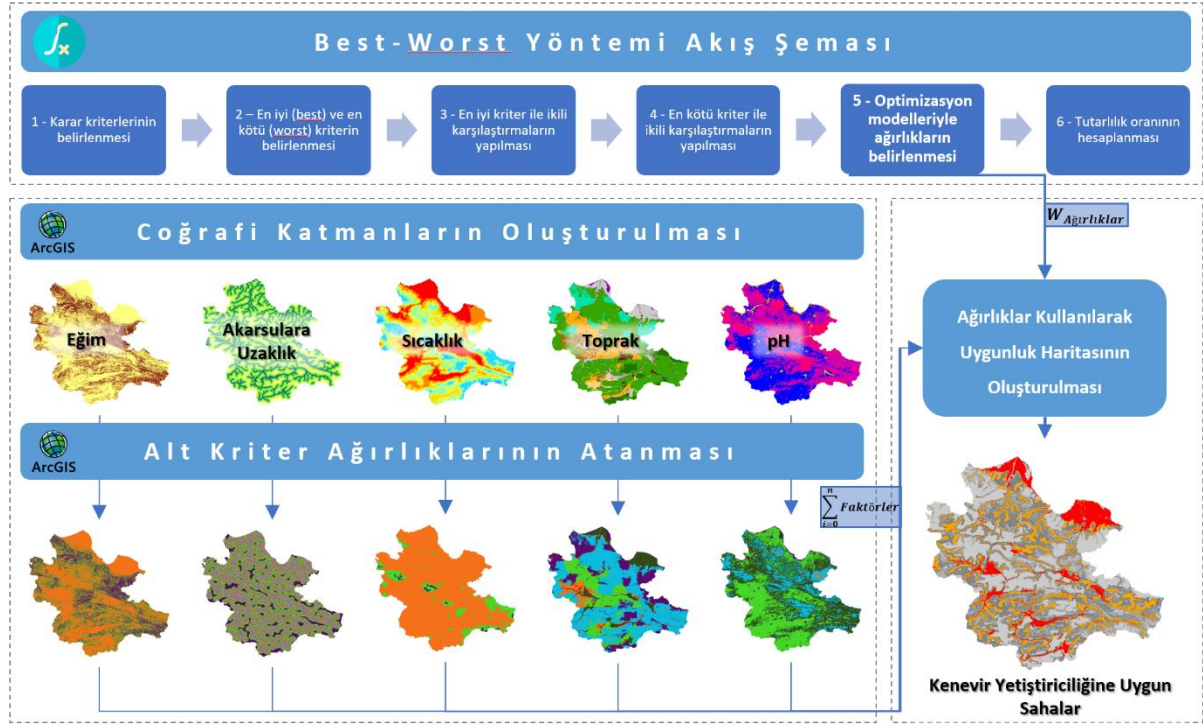 Best-Worst Yöntemi Akış Şeması
1 - Karar kriterlerinin
belirlenmesi
2 – En iyi (best) ve en
kötü (worst) kriterin
belirlenmesi
3 - En iyi kriter ile ikili
karşılaştırmaların
yapılması
4 - En kötü kriter ile
ikili karşılaştırmaların
yapılması
5 - Optimizasyon
modelleriyle
ağırlıkların
belirlenmesi
6 - Tutarlılık oranının
hesaplanması
W Ağırlıklar
ArcGIS
Coğrafi Katmanların Oluşturulması
Eğim
Akarsulara
Uzaklık
Sıcaklık
Toprak
pH
Ağırlıklar Kullanılarak
Uygunluk Haritasının
Oluşturulması
ArcGIS
Alt Kriter Ağırlıklarının Atanması
n
∑ Faktörler
i=0
Kenevir Yetiştiriciliğine Uygun
Sahalar